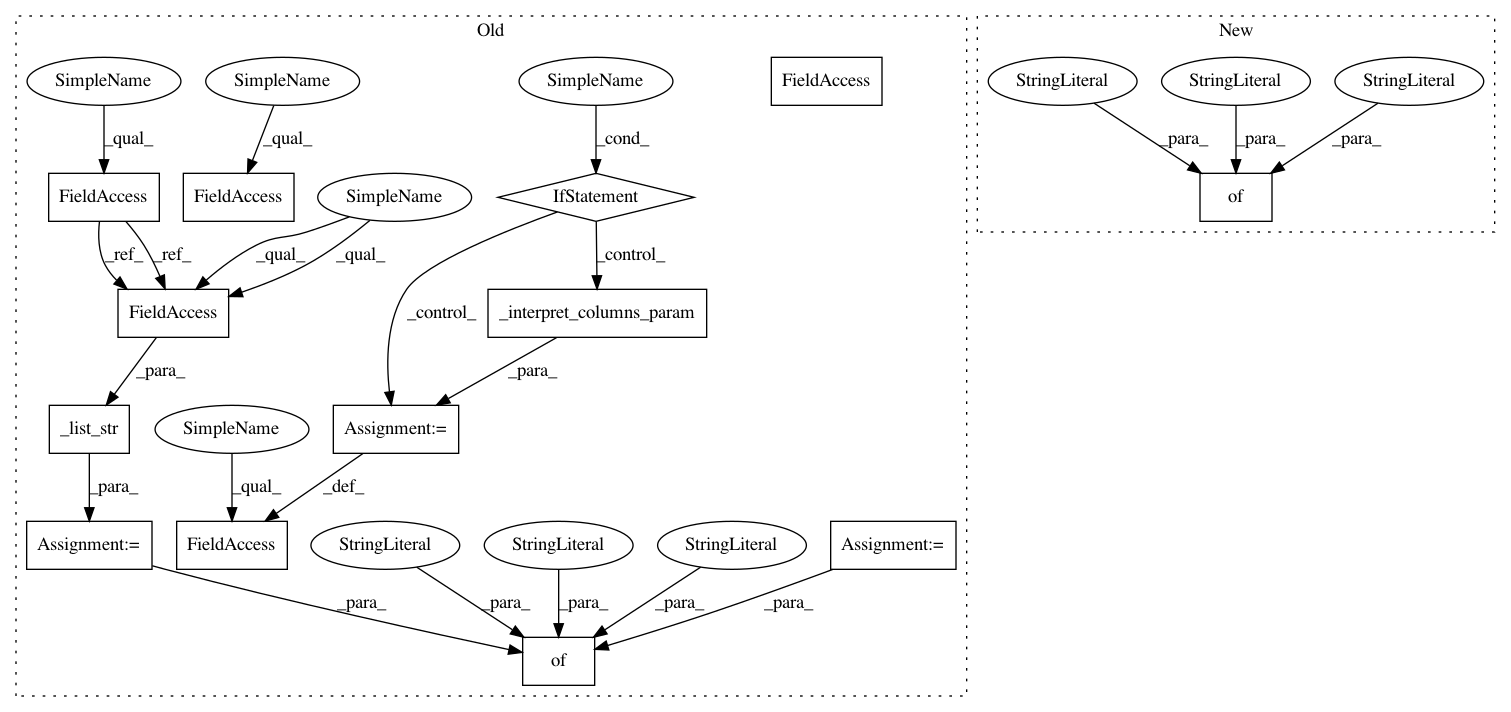 Old
New
SimpleName
SimpleName
SimpleName
FieldAccess
StringLiteral
StringLiteral
StringLiteral
_qual_
_qual_
_cond_
_para_
_para_
_para_
FieldAccess
FieldAccess
SimpleName
IfStatement
of
_ref_
_ref_
_qual_
_qual_
_control_
FieldAccess
_control_
_interpret_columns_param
_para_
_para_
_list_str
SimpleName
Assignment:=
_para_
_qual_
_def_
Assignment:=
FieldAccess
StringLiteral
StringLiteral
StringLiteral
Assignment:=
_para_
_para_
_para_
_para_
_para_
of